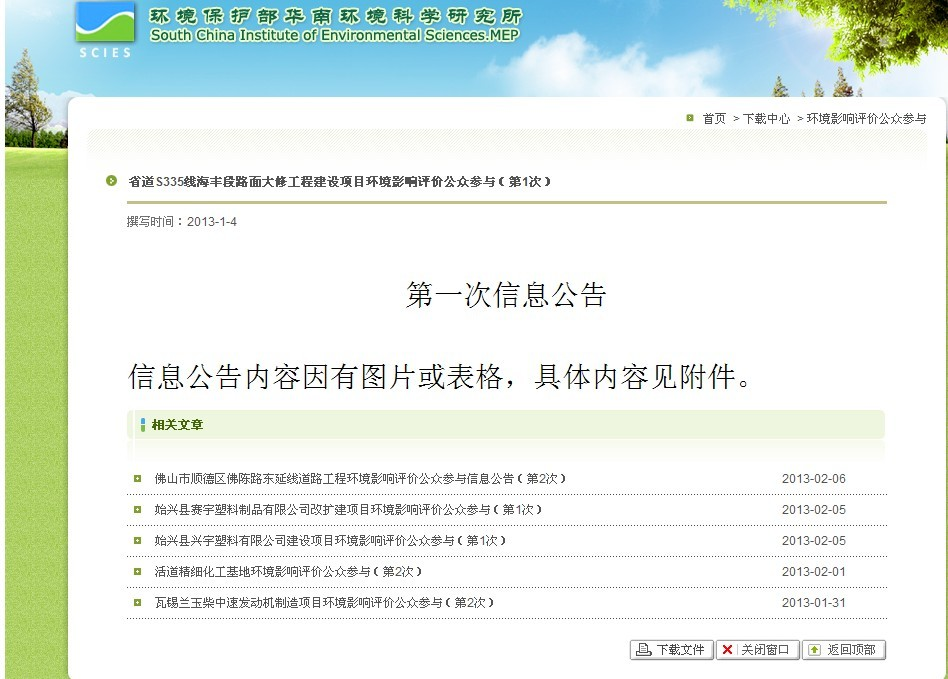 环境保护部华南环境科学研究所
South China Institute of Environmental Sciences.MEP
SCIES
首页 >下载中心 >环境影响评价公众参与
省道S335线海丰段路面大修工程建设项目环境影响评价公众参与（第1次）
撰写时间：2013-1-4
第一次信息公告
信息公告内容因有图片或表格，具体内容见附件。
相关文章
佛山市顺德区佛陈路东延线道路工程环境影响评价公众参与信息公告（第2次） 2013-02-06
始兴县赛宇塑料制品有限公司改扩建项目环境影响评价公众参与（第1次） 2013-02-05
始兴县兴宇塑料有限公司建设项目环境影响评价公众参与（第1次） 2013-02-05
活道精细化工基地环境影响评价公众参与（第2次） 2013-02-01
瓦锡兰玉柴中速发动机制造项目环境影响评价公众参与（第2次） 2013-01-31
下载文件 关闭窗口 返回顶部